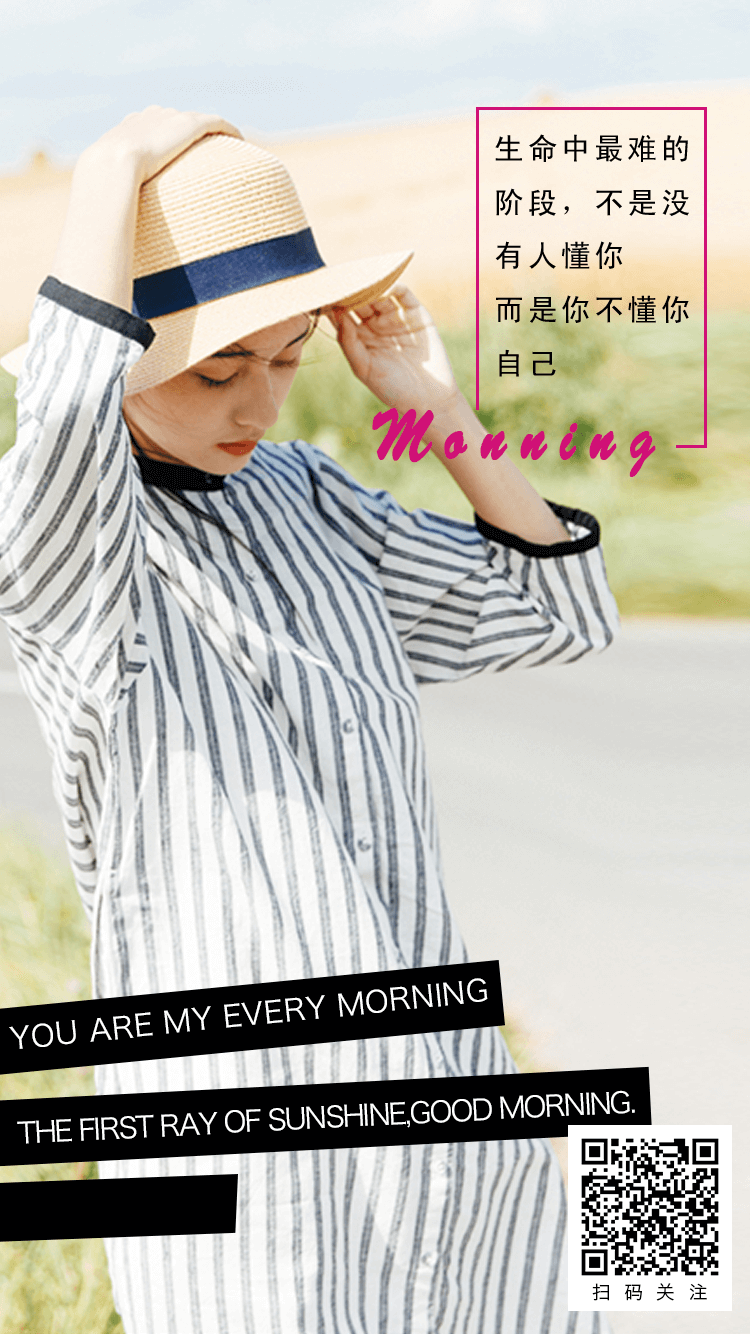 生命中最难的
阶段，不是没
有人懂你
而是你不懂你
自己
Monning
YOU ARE MY EVERY MORNING
THE FIRST RAY OF SUNSHINE,GOOD MORNING.
扫码关注